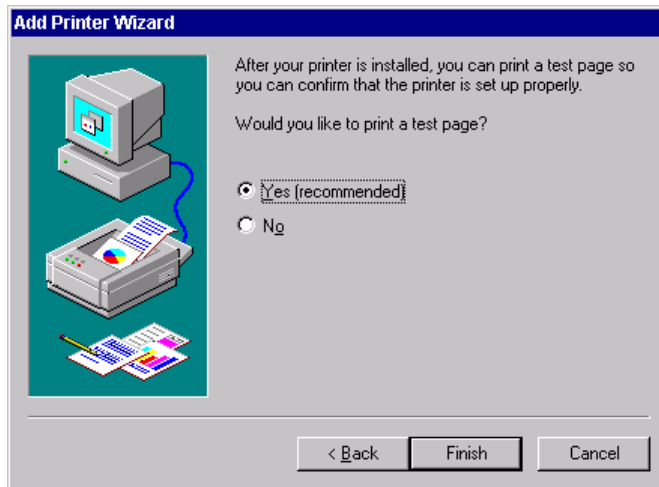 Add Printer Wizard
After your printer is installed, you can print a test page so
you can confirm that the printer is set up properly.
Would you like to print a test page?
Yes (recommended)
No
< Back
Finish
Cancel